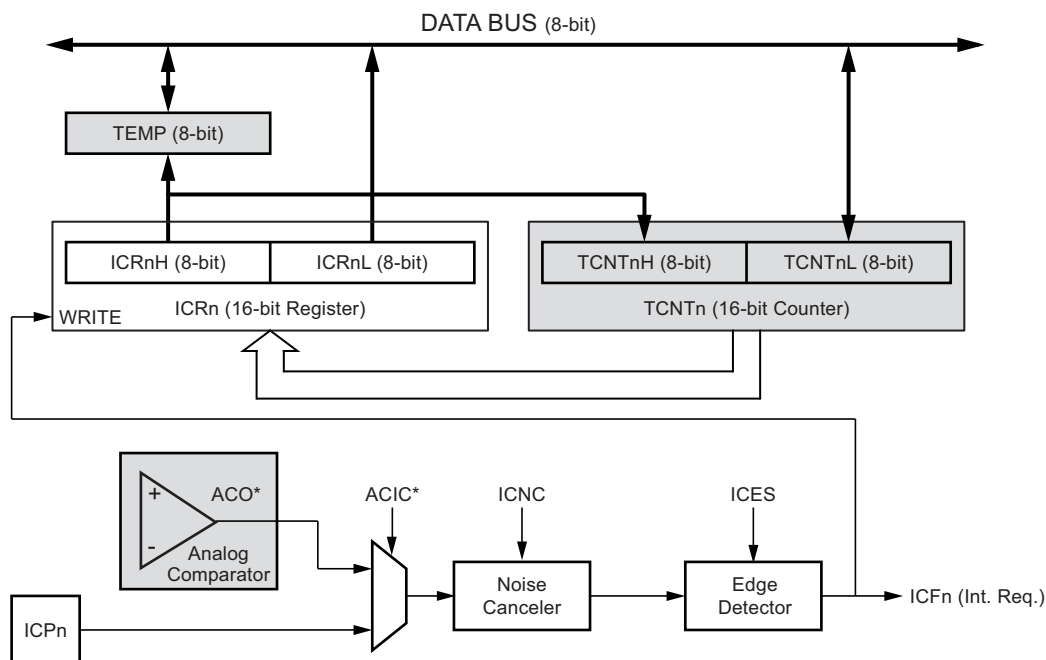 DATA BUS (8-bit)
TEMP (8-bit)
ICRnH (8-bit)
ICRnL (8-bit)
TCNTnH (8-bit)
TCNTnL (8-bit)
WRITE
ICRn (16-bit Register)
TCNTn (16-bit Counter)
+
-
ACO*
Analog
Comparator
ACIC*
ICNC
ICES
Noise
Canceler
Edge
Detector
ICFn (Int. Req.)
ICPn